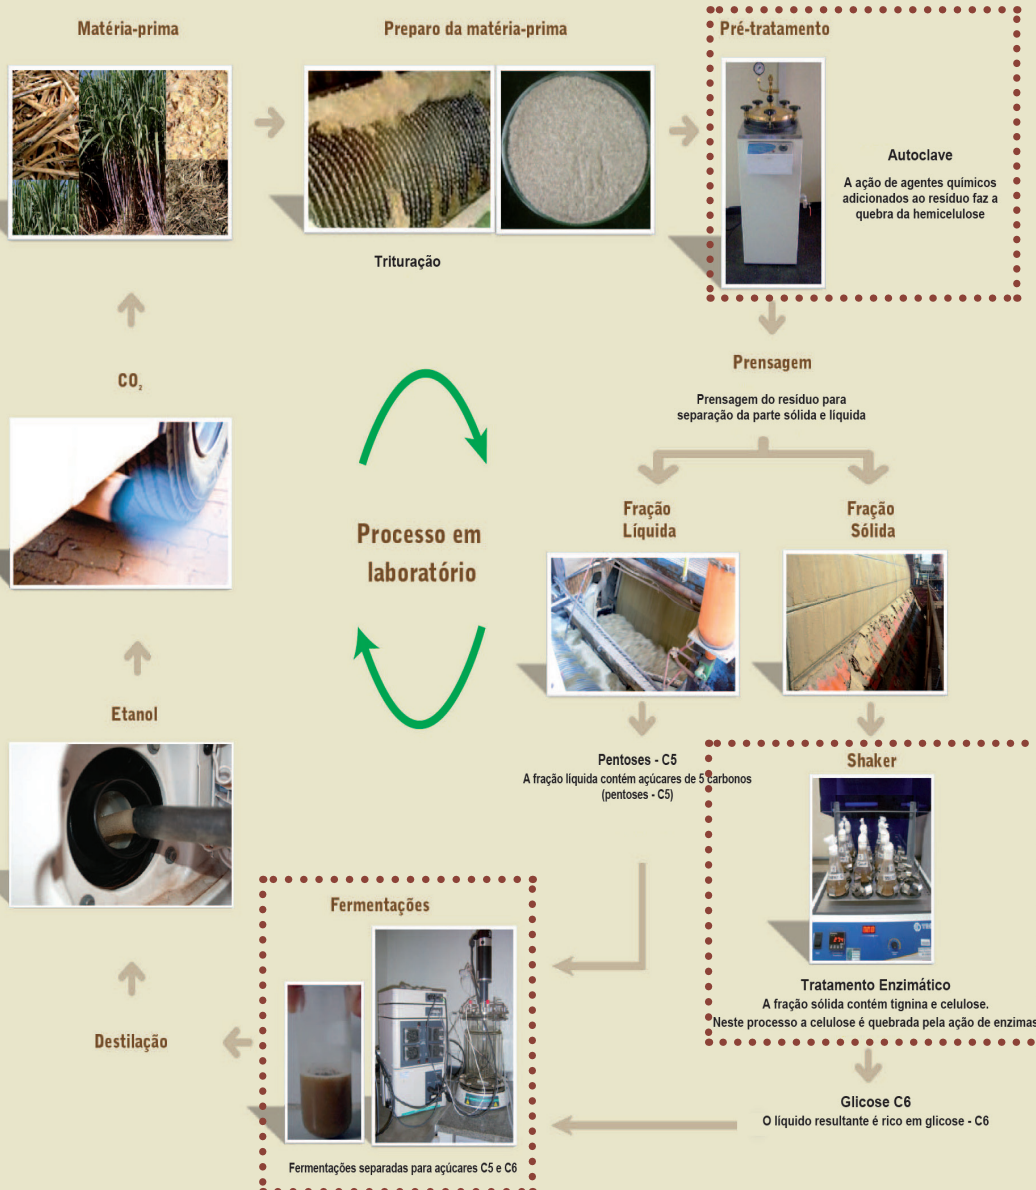 Matéria-prima
Preparo da matéria-prima
Pré-tratamento
Autoclave
A ação de agentes químicos
adicionados ao resíduo faz a
quebra da hemicelulose
Trituração
Prensagem
Prensagem do resíduo para
separação da parte sólida e líquida
CO₂
Processo em
laboratório
Fração
Líquida
Fração
Sólida
Etanol
Pentoses - C5
A fração líquida contém açúcares de 5 carbonos
(pentoses - C5)
Shaker
Tratamento Enzimático
A fração sólida contém tignina e celulose.
Neste processo a celulose é quebrada pela ação de enzimas
Fermentações
Destilação
Glicose C6
O líquido resultante é rico em glicose - C6
Fermentações separadas para açúcares C5 e C6